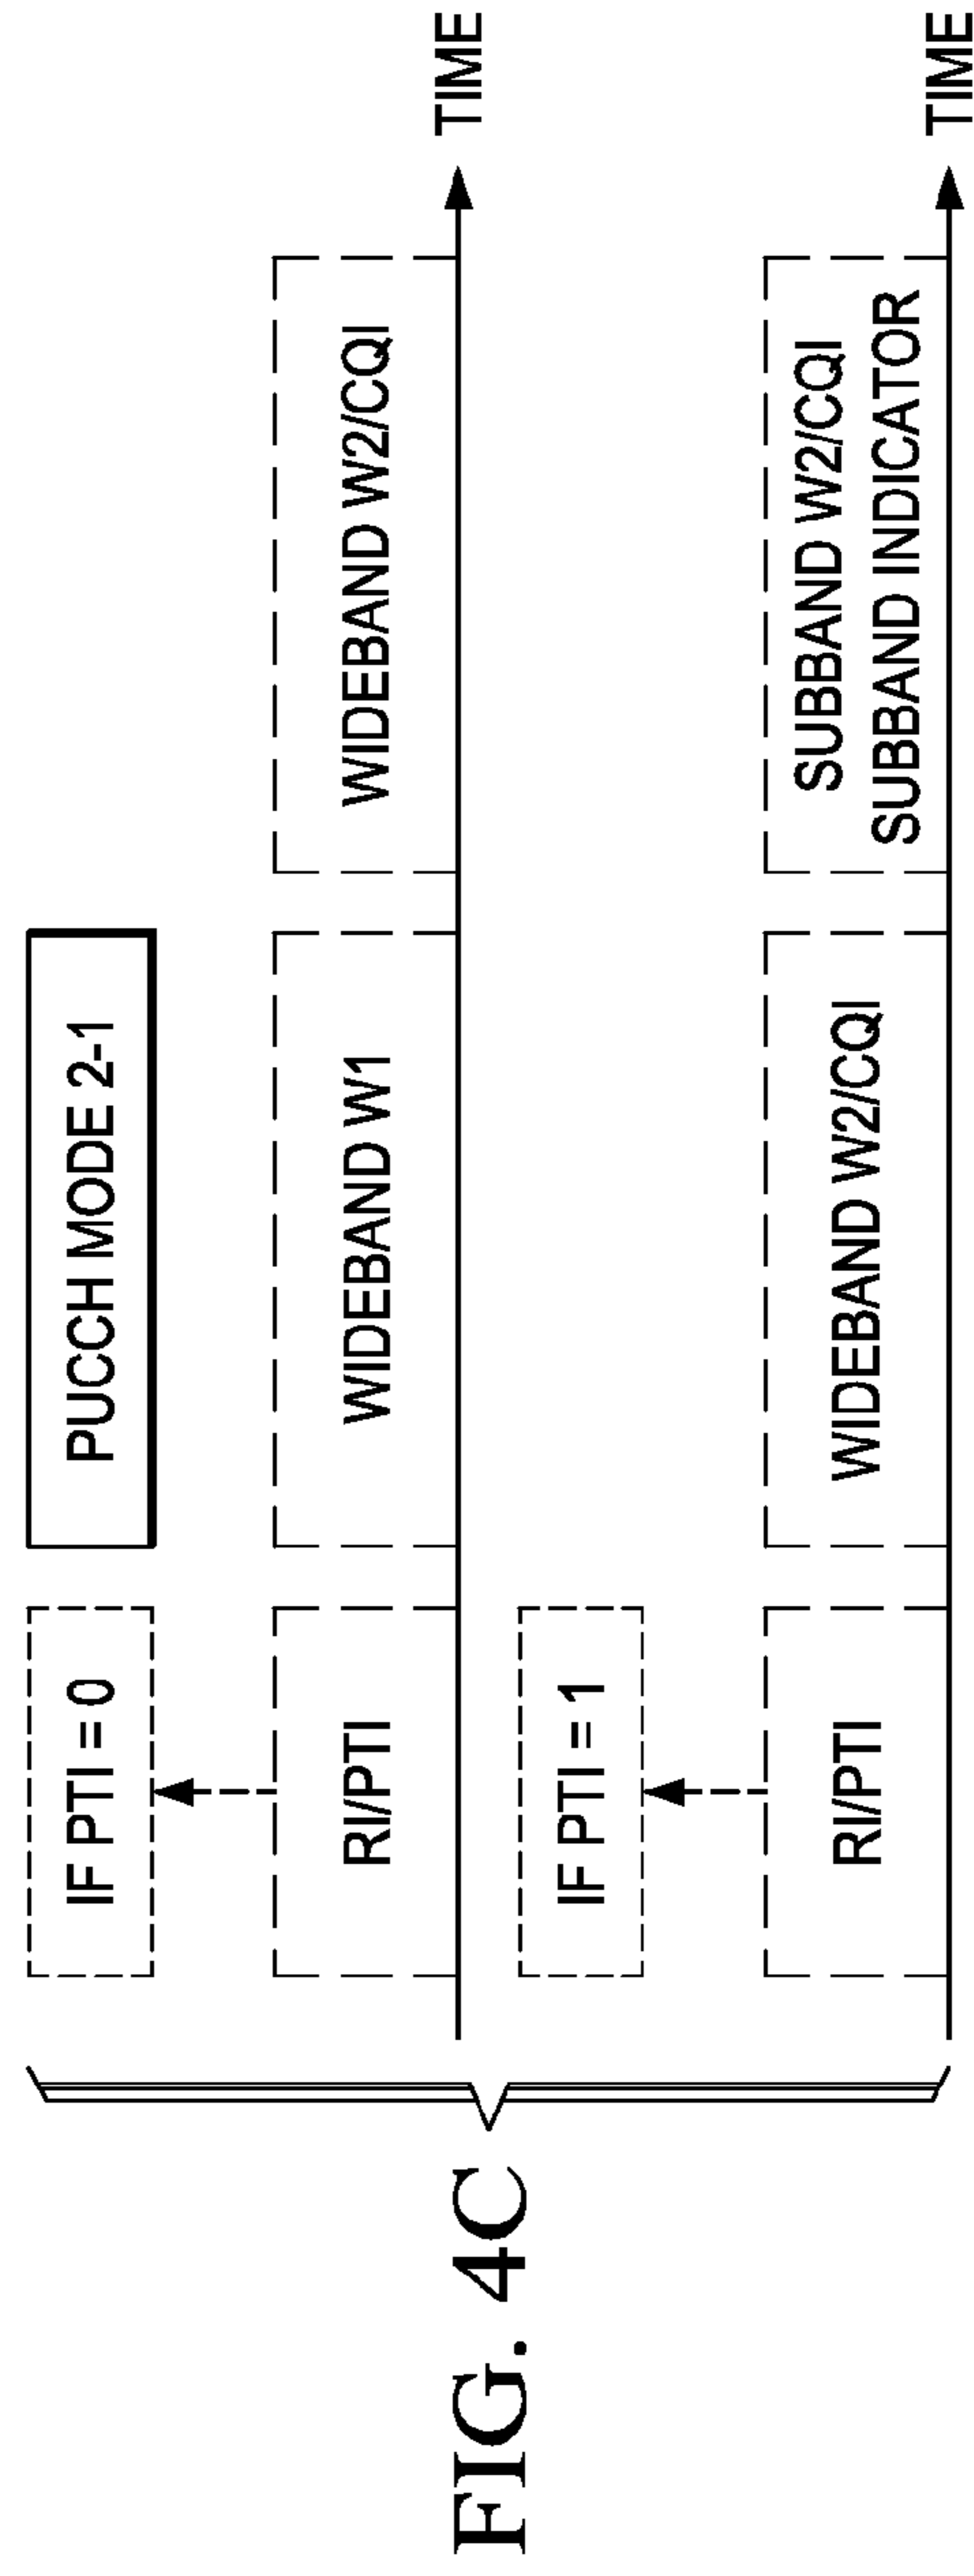 IF PTI = 0
PUCCH MODE 2-1
RI/PTI
WIDEBAND W1
WIDEBAND W2/CQI
TIME
IF PTI = 1
RI/PTI
WIDEBAND W2/CQI
SUBBAND W2/CQI
SUBBAND INDICATOR
TIME
FIG. 4C